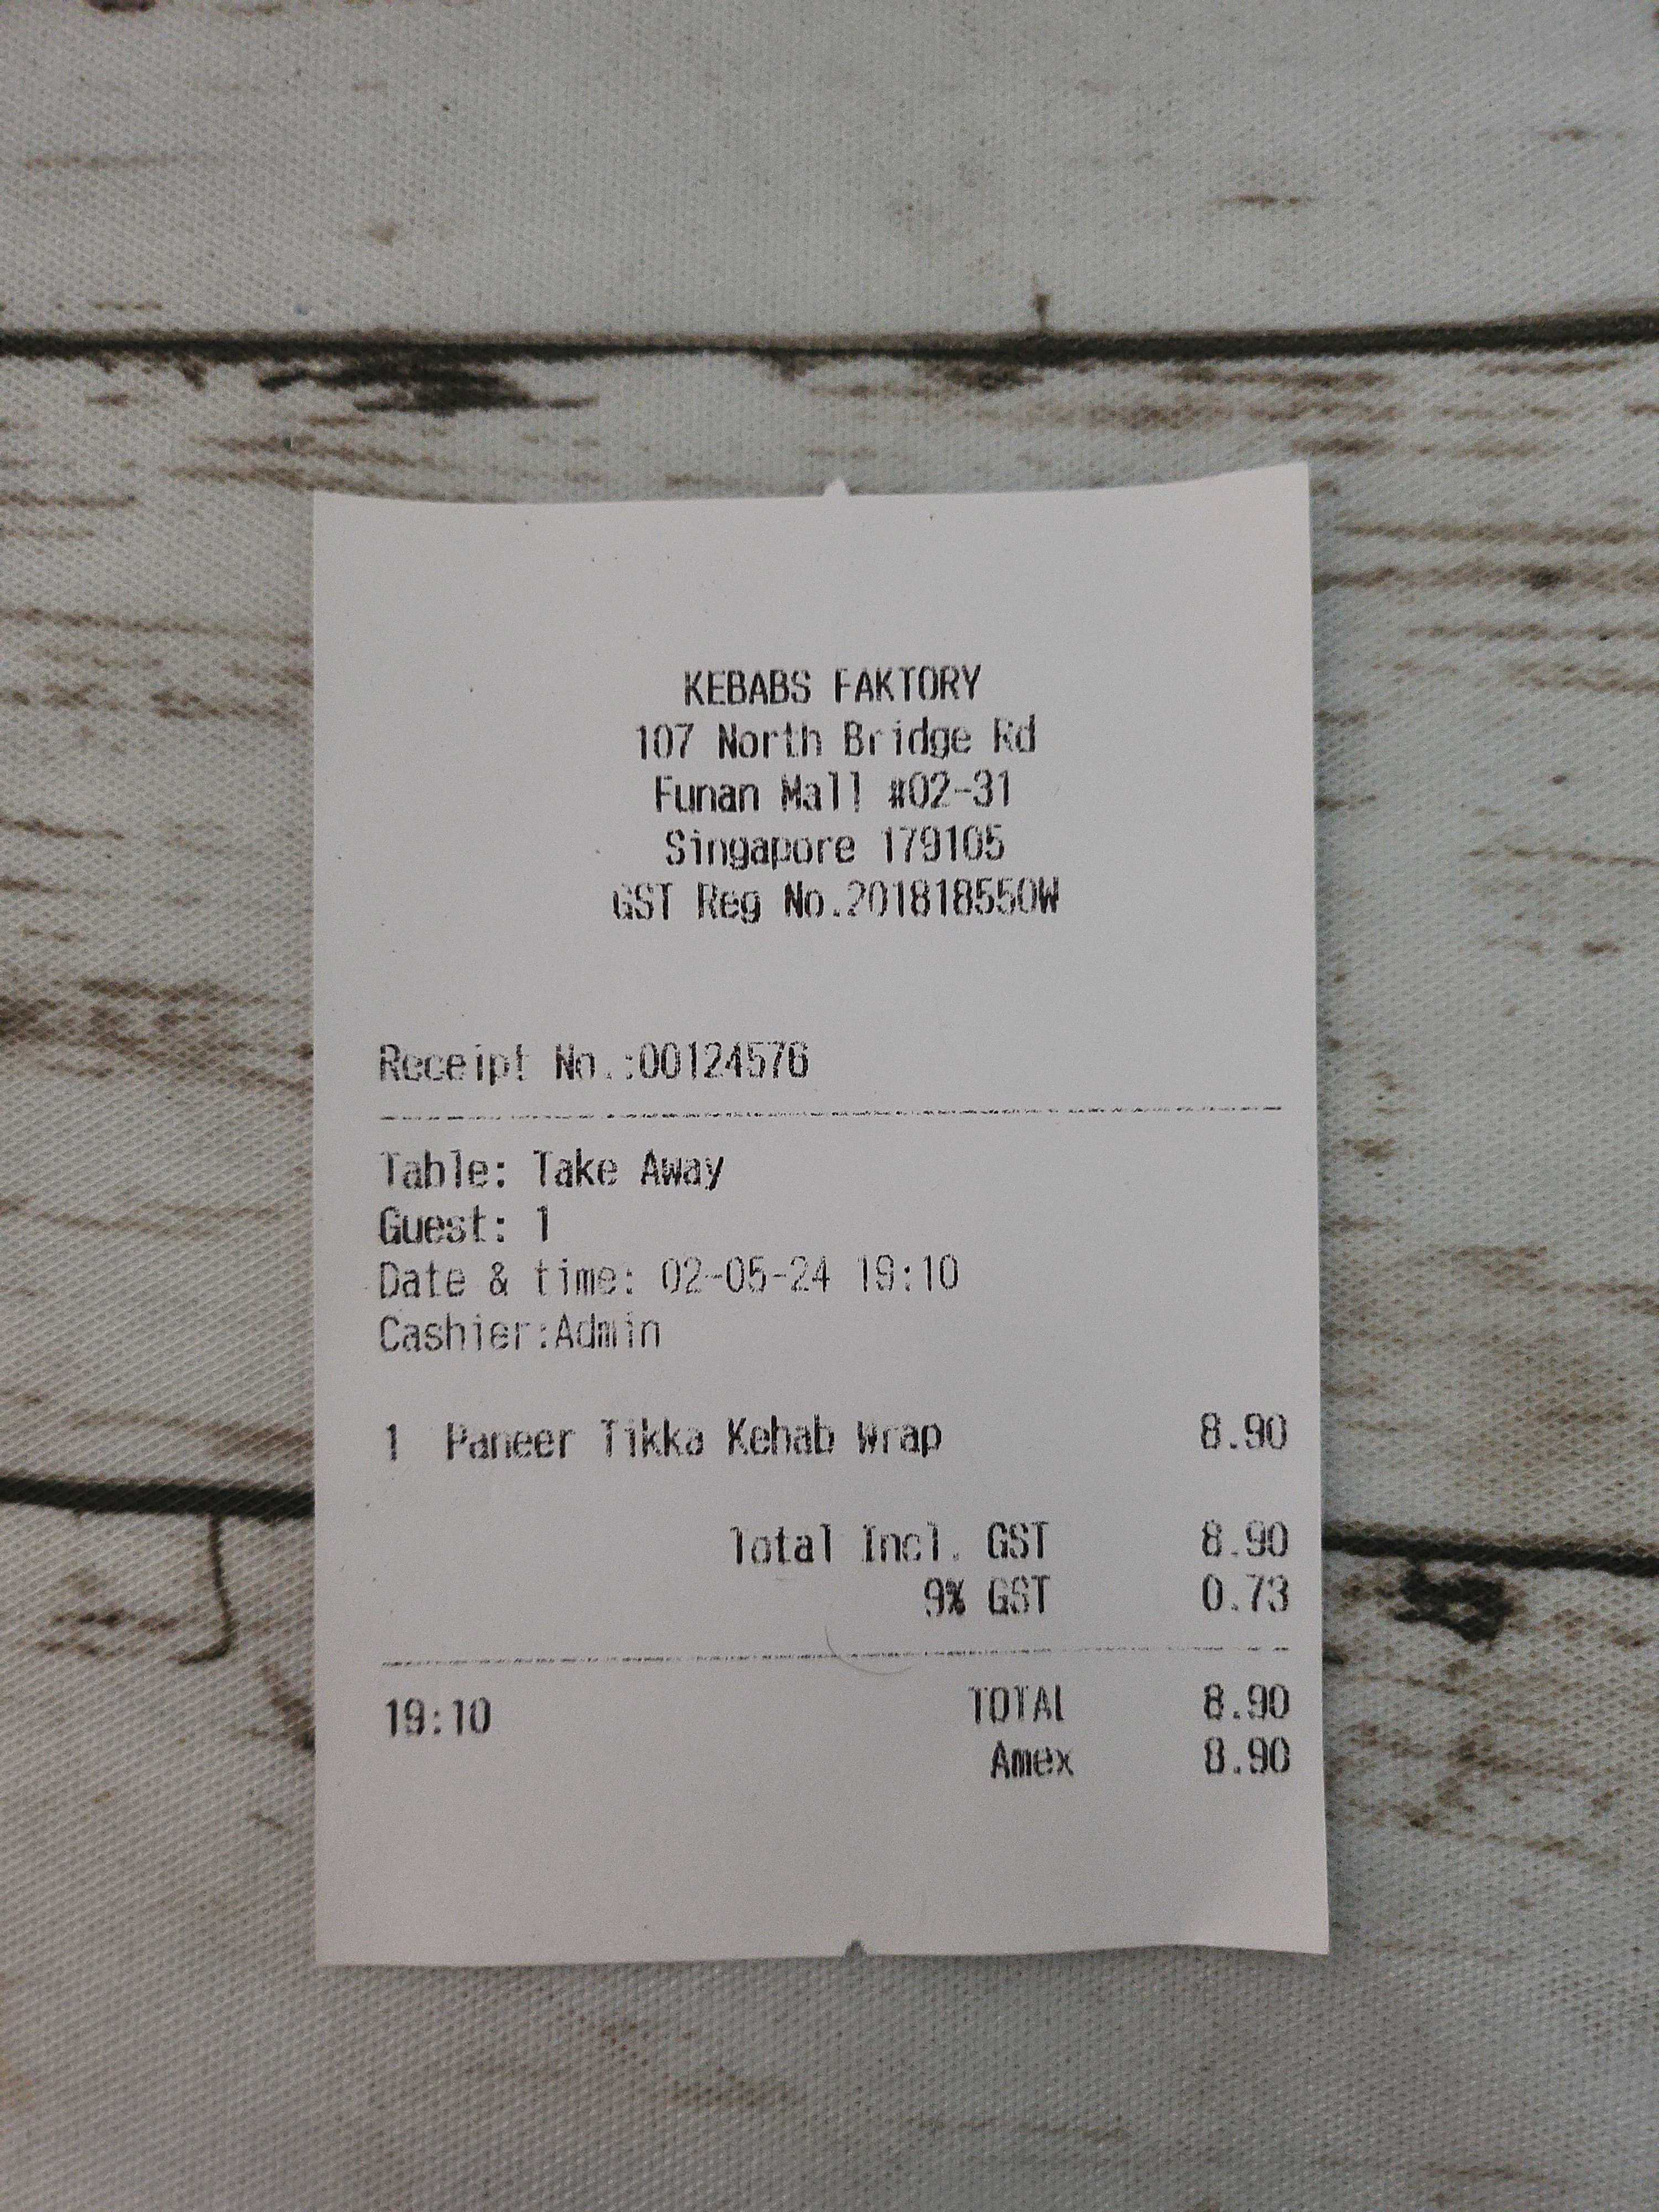 KEBABS FAKTORY
107 North Bridge Rd
Funan Mall #02-31
Singapore 179105
GST Reg No.201818550W
Receipt No.:00124576
Table: Take Away
Guest: 1
Date & time: 02-05-24 19:10
Cashier:Admin
1 Paneer Tikka Kebab Wrap 8.90
Total Incl. GST 8.90
9% GST 0.73
19:10 TOTAL 8.90
Amex 8.90